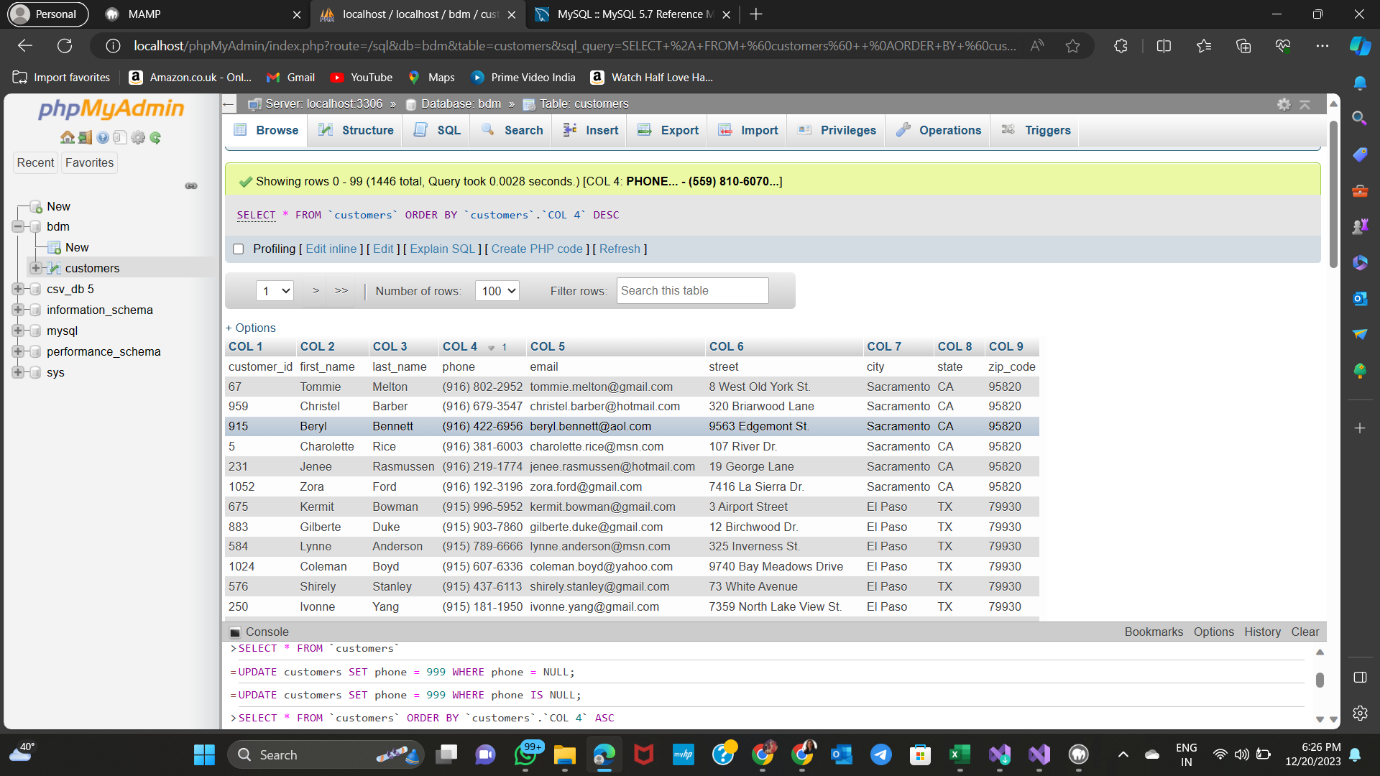 Personal
MAMP
localhost / localhost / bdm / cust
MySQL :: MySQL 5.7 Reference M
localhost/phpMyAdmin/index.php?route=/sql&db=bdm&table=customers&sql_query=SELECT+%2A+FROM+%60customers%60++%0AORDER+BY+%60cus...
Import favorites
Amazon.co.uk - Onl...
Gmail
YouTube
Maps
Prime Video India
Watch Half Love Ha...
phpMyAdmin
Recent
Favorites
New
bdm
New
customers
csv_db 5
information_schema
mysql
performance_schema
sys
Server: localhost:3306 » Database: bdm » Table: customers
Browse Structure SQL Search Insert Export Import Privileges Operations Triggers
Showing rows 0 - 99 (1446 total, Query took 0.0028 seconds.) [COL 4: PHONE... - (559) 810-6070...]
SELECT * FROM `customers` ORDER BY `customers`.`COL 4` DESC
Profiling [ Edit inline ] [ Edit ] [ Explain SQL ] [ Create PHP code ] [ Refresh ]
1 > >> | Number of rows: 100 Filter rows: Search this table
+ Options
COL 1 COL 2 COL 3 COL 4 1 COL 5 COL 6 COL 7 COL 8 COL 9
customer_id first_name last_name phone email street city state zip_code
67 Tommie Melton (916) 802-2952 tommie.melton@gmail.com 8 West Old York St. Sacramento CA 95820
959 Christel Barber (916) 679-3547 christel.barber@hotmail.com 320 Briarwood Lane Sacramento CA 95820
915 Beryl Bennett (916) 422-6956 beryl.bennett@aol.com 9563 Edgemont St. Sacramento CA 95820
5 Charolette Rice (916) 381-6003 charolette.rice@msn.com 107 River Dr. Sacramento CA 95820
231 Jenee Rasmussen (916) 219-1774 jenee.rasmussen@hotmail.com 19 George Lane Sacramento CA 95820
1052 Zora Ford (916) 192-3196 zora.ford@gmail.com 7416 La Sierra Dr. Sacramento CA 95820
675 Kermit Bowman (915) 996-5952 kermit.bowman@gmail.com 3 Airport Street El Paso TX 79930
883 Gilberte Duke (915) 903-7860 gilberte.duke@gmail.com 12 Birchwood Dr. El Paso TX 79930
584 Lynne Anderson (915) 789-6666 lynne.anderson@msn.com 325 Inverness St. El Paso TX 79930
1024 Coleman Boyd (915) 607-6336 coleman.boyd@yahoo.com 9740 Bay Meadows Drive El Paso TX 79930
576 Shirely Stanley (915) 437-6113 shirely.stanley@gmail.com 73 White Avenue El Paso TX 79930
250 Ivonne Yang (915) 181-1950 ivonne.yang@gmail.com 7359 North Lake View St. El Paso TX 79930
Console Bookmarks Options History Clear
>SELECT * FROM `customers`
=UPDATE customers SET phone = 999 WHERE phone = NULL;
=UPDATE customers SET phone = 999 WHERE phone IS NULL;
>SELECT * FROM `customers` ORDER BY `customers`.`COL 4` ASC
40°
Search
99+
ENG
IN
6:26 PM
12/20/2023